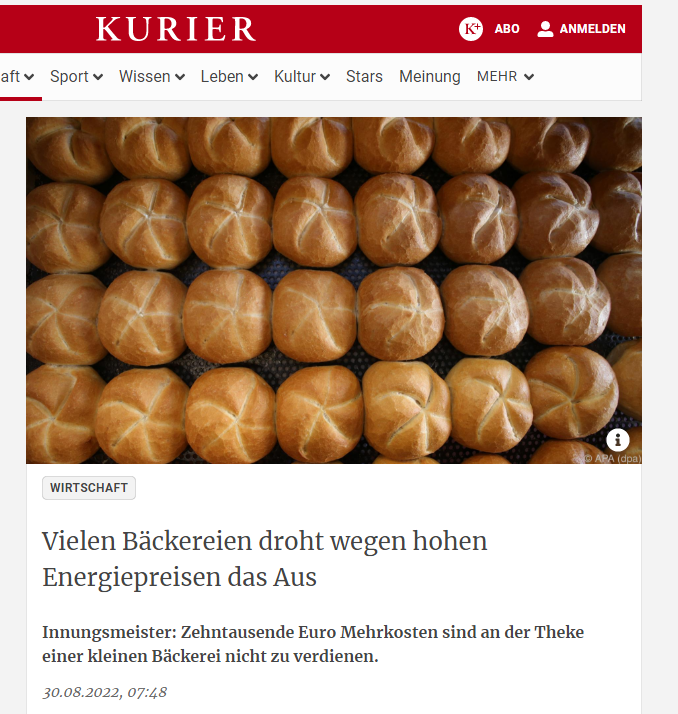 KURIER
K+ ABO ANMELDEN
aft Sport Wissen Leben Kultur Stars Meinung MEHR
i
© APA (dpa)
WIRTSCHAFT
Vielen Bäckereien droht wegen hohen
Energiepreisen das Aus
Innungsmeister: Zehntausende Euro Mehrkosten sind an der Theke
einer kleinen Bäckerei nicht zu verdienen.
30.08.2022, 07:48